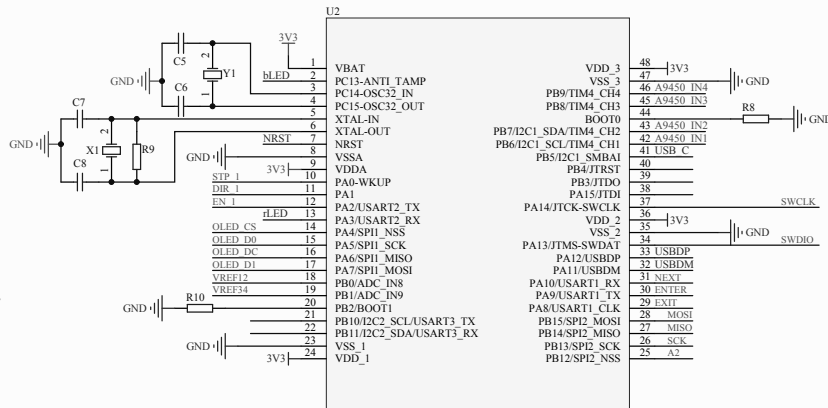 U2
3V3
1 VBAT
bLED 2 PC13-ANTI_TAMP
3 PC14-OSC32_IN
4 PC15-OSC32_OUT
5 XTAL-IN
6 XTAL-OUT
NRST 7 NRST
GND 8 VSSA
3V3 9 VDDA
STP_1 10 PA0-WKUP
DIR_1 11 PA1
EN_1 12 PA2/USART2_TX
rLED 13 PA3/USART2_RX
OLED_CS 14 PA4/SPI1_NSS
OLED_D0 15 PA5/SPI1_SCK
OLED_DC 16 PA6/SPI1_MISO
OLED_D1 17 PA7/SPI1_MOSI
VREF12 18 PB0/ADC_IN8
VREF34 19 PB1/ADC_IN9
GND R10 20 PB2/BOOT1
21 PB10/I2C2_SCL/USART3_TX
22 PB11/I2C2_SDA/USART3_RX
GND 23 VSS_1
3V3 24 VDD_1
C5
2
GND Y1
C6 1
C7
2
GND X1 R9
1
C8
VDD_3 48 3V3
VSS_3 47 GND
PB9/TIM4_CH4 46 A9450_IN4
PB8/TIM4_CH3 45 A9450_IN3
BOOT0 44 R8 GND
PB7/I2C1_SDA/TIM4_CH2 43 A9450_IN2
PB6/I2C1_SCL/TIM4_CH1 42 A9450_IN1
PB5/I2C1_SMBAI 41 USB_C
PB4/JTRST 40
PB3/JTDO 39
PA15/JTDI 38
PA14/JTCK-SWCLK 37 SWCLK
VDD_2 36 3V3
VSS_2 35 GND
PA13/JTMS-SWDAT 34 SWDIO
PA12/USBDP 33 USBDP
PA11/USBDM 32 USBDM
PA10/USART1_RX 31 NEXT
PA9/USART1_TX 30 ENTER
PA8/USART1_CLK 29 EXIT
PB15/SPI2_MOSI 28 MOSI
PB14/SPI2_MISO 27 MISO
PB13/SPI2_SCK 26 SCK
PB12/SPI2_NSS 25 A2